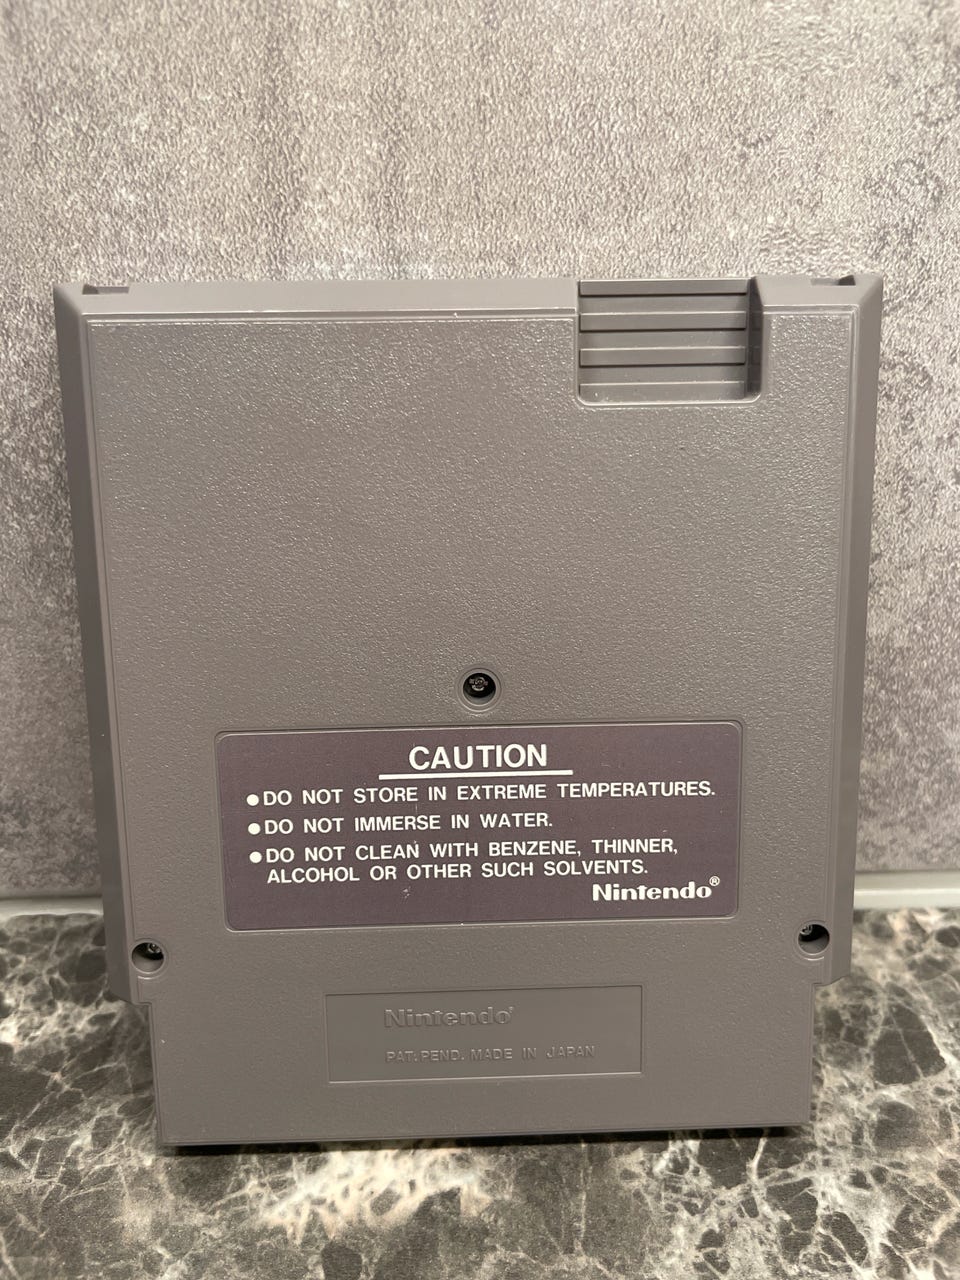 CAUTION
●DO NOT STORE IN EXTREME TEMPERATURES.
●DO NOT IMMERSE IN WATER.
●DO NOT CLEAN WITH BENZENE, THINNER,
ALCOHOL OR OTHER SUCH SOLVENTS.
Nintendo®
Nintendo
PAT. PEND. MADE IN JAPAN